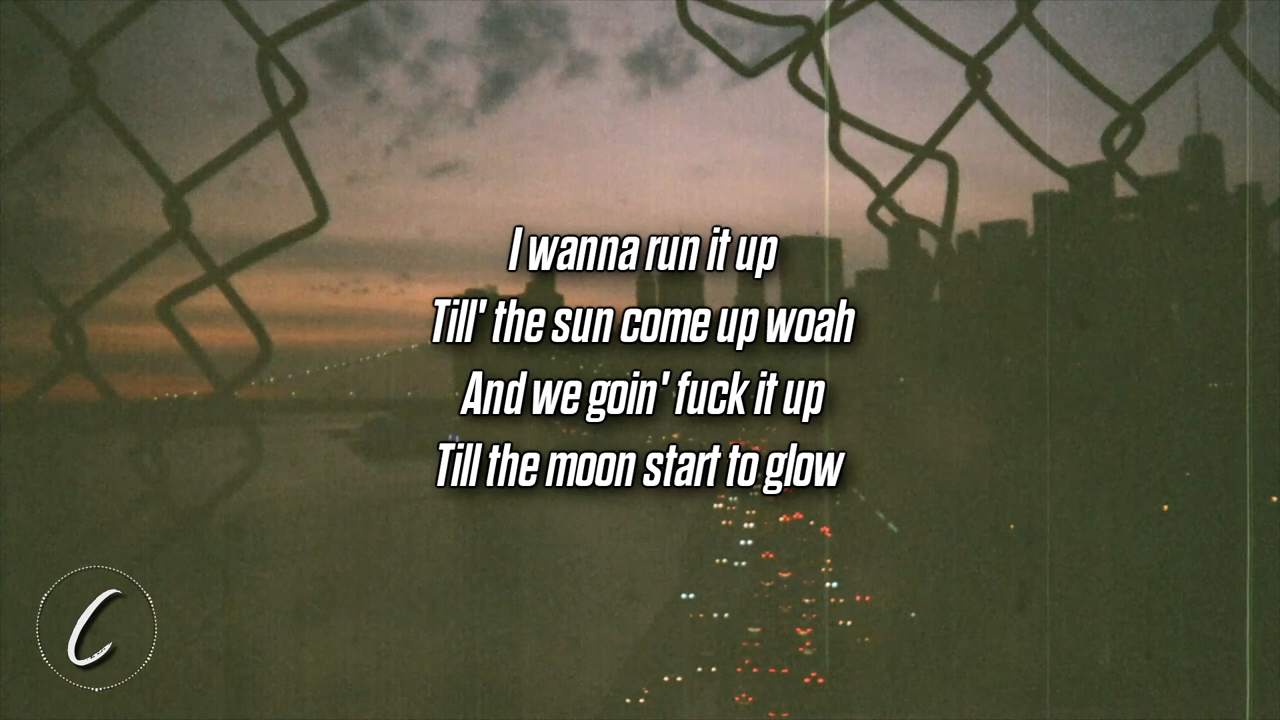 I wanna run it up
Till' the sun come up woah
And we goin' fuck it up
Till the moon start to glow
C